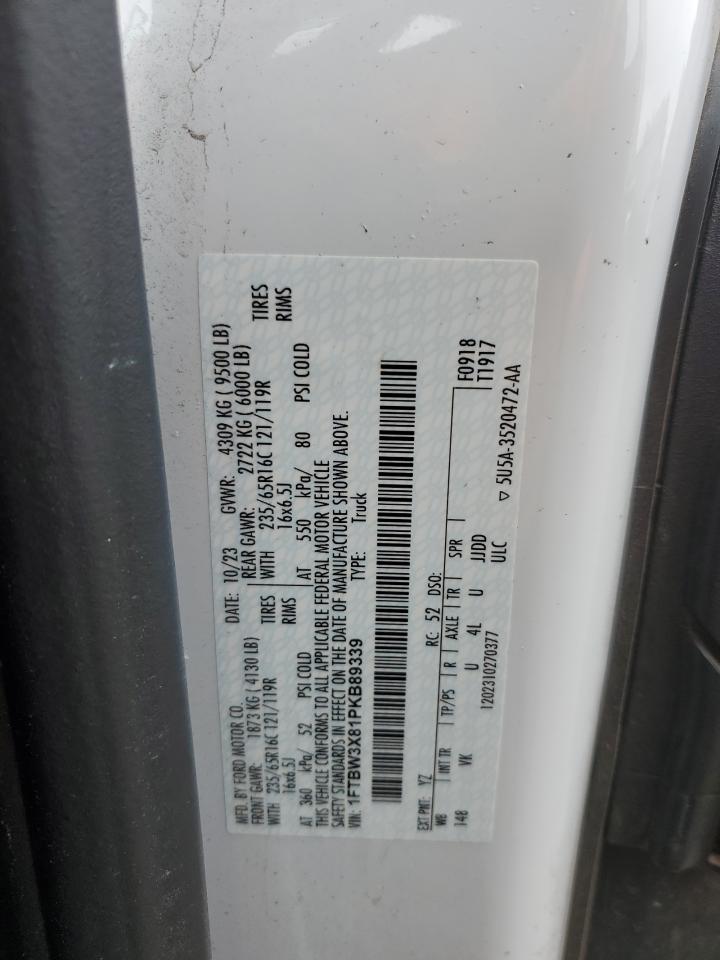 MFD. BY FORD MOTOR CO.
DATE: 10/23 GVWR: 4309 KG ( 9500 LB)
FRONT GAWR: 1873 KG ( 4130 LB) REAR GAWR: 2722 KG ( 6000 LB)
WITH 235/65R16C 121/119R TIRES WITH 235/65R16C 121/119R TIRES
16x6.5J RIMS 16x6.5J RIMS
AT 360 kPa/ 52 PSI COLD AT 550 kPa/ 80 PSI COLD
THIS VEHICLE CONFORMS TO ALL APPLICABLE FEDERAL MOTOR VEHICLE
SAFETY STANDARDS IN EFFECT ON THE DATE OF MANUFACTURE SHOWN ABOVE.
VIN: 1FTBW3X81PKB89339 TYPE: Truck
EXT PNT: YZ RC: 52 DSO: F0918
WB INT TR TP/PS R AXLE TR SPR T1917
148 VK U 4L U JJDD
1202310270377 ULC ▽ 5U5A-3520472-AA